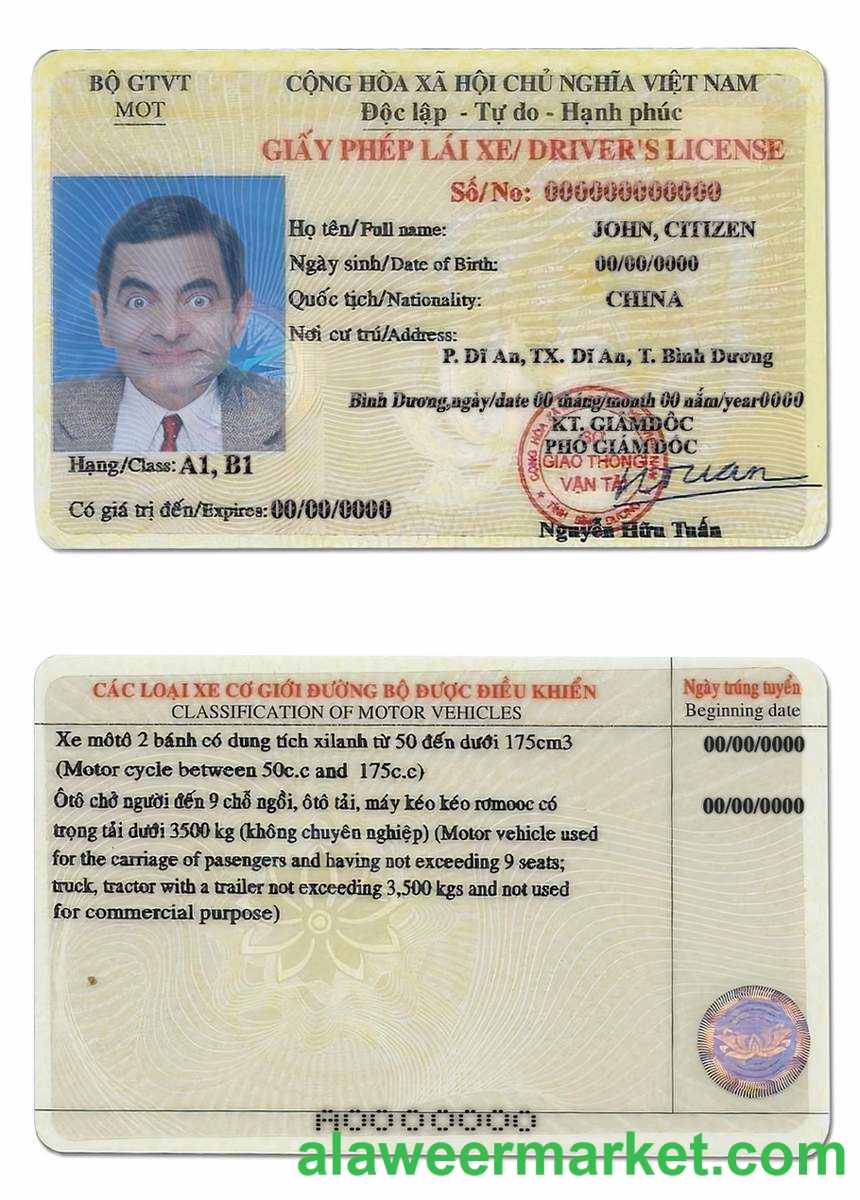 BỘ GTVT
MOT
CỘNG HÒA XÃ HỘI CHỦ NGHĨA VIỆT NAM
Độc lập - Tự do - Hạnh phúc
GIẤY PHÉP LÁI XE/ DRIVER'S LICENSE
Số/No: 000000000000
Họ tên/Full name: JOHN, CITIZEN
Ngày sinh/Date of Birth: 00/00/0000
Quốc tịch/Nationality: CHINA
Nơi cư trú/Address:
P. Dĩ An, TX. Dĩ An, T. Bình Dương
Bình Dương,ngày/date 00 tháng/month 00 nắm/year0000
KT. GIÁMĐỐC
PHÓ GIÁM ĐỐC
GIAO THÔNG
VẬN TẢI
Nguyễn Hữu Tuấn
Hạng/Class: A1, B1
Có giá trị đến/Expires: 00/00/0000
CÁC LOẠI XE CƠ GIỚI ĐƯỜNG BỘ ĐƯỢC ĐIỀU KHIỂN
CLASSIFICATION OF MOTOR VEHICLES
Ngày trúng tuyển
Beginning date
Xe môtô 2 bánh có dung tích xilanh từ 50 đến dưới 175cm3 00/00/0000
(Motor cycle between 50c.c and 175c.c)
Ôtô chở người đến 9 chỗ ngồi, ôtô tải, máy kéo kéo rơmooc có 00/00/0000
trọng tải dưới 3500 kg (không chuyên nghiệp) (Motor vehicle used
for the carriage of pasengers and having not exceeding 9 seats;
truck, tractor with a trailer not exceeding 3,500 kgs and not used
for commercial purpose)
A0000000
alaweermarket.com